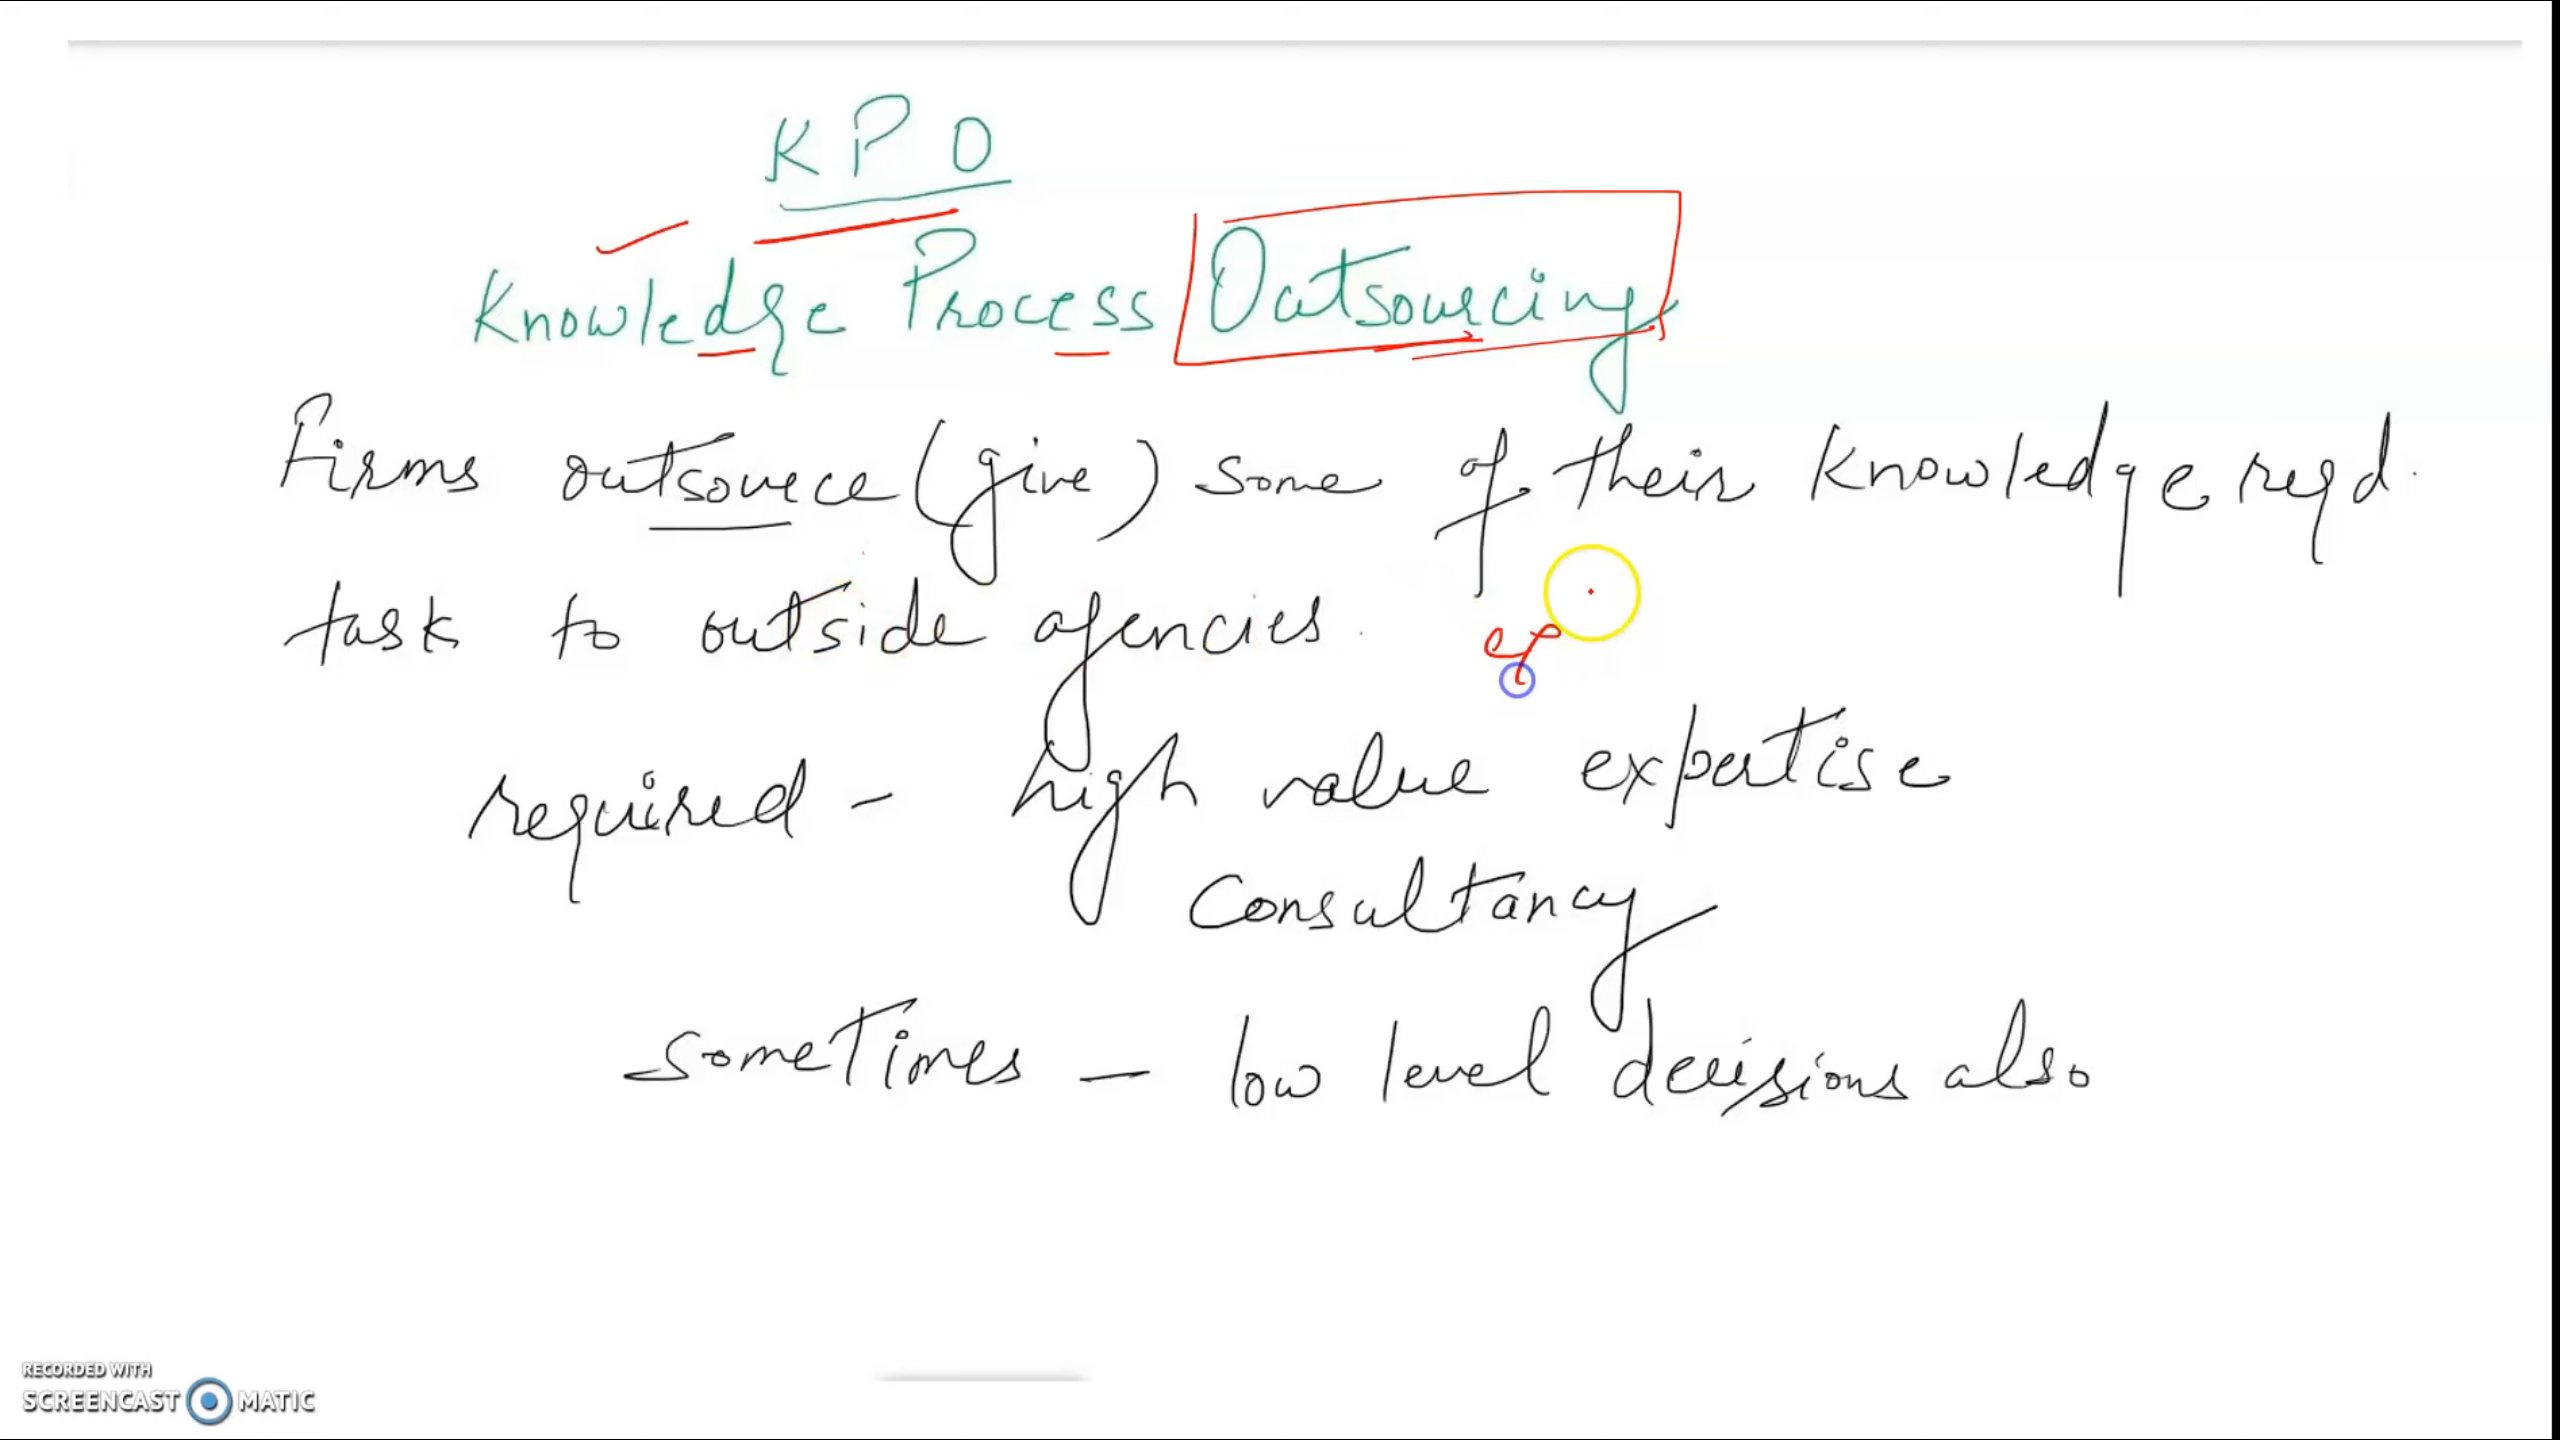 KPO
Knowledge Process Outsourcing
Firms outsource (give) some of their knowledge reqd.
task to outside agencies.
required - high value expertise
Consultancy
sometimes - low level decisions also
RECORDED WITH
SCREENCAST MATIC